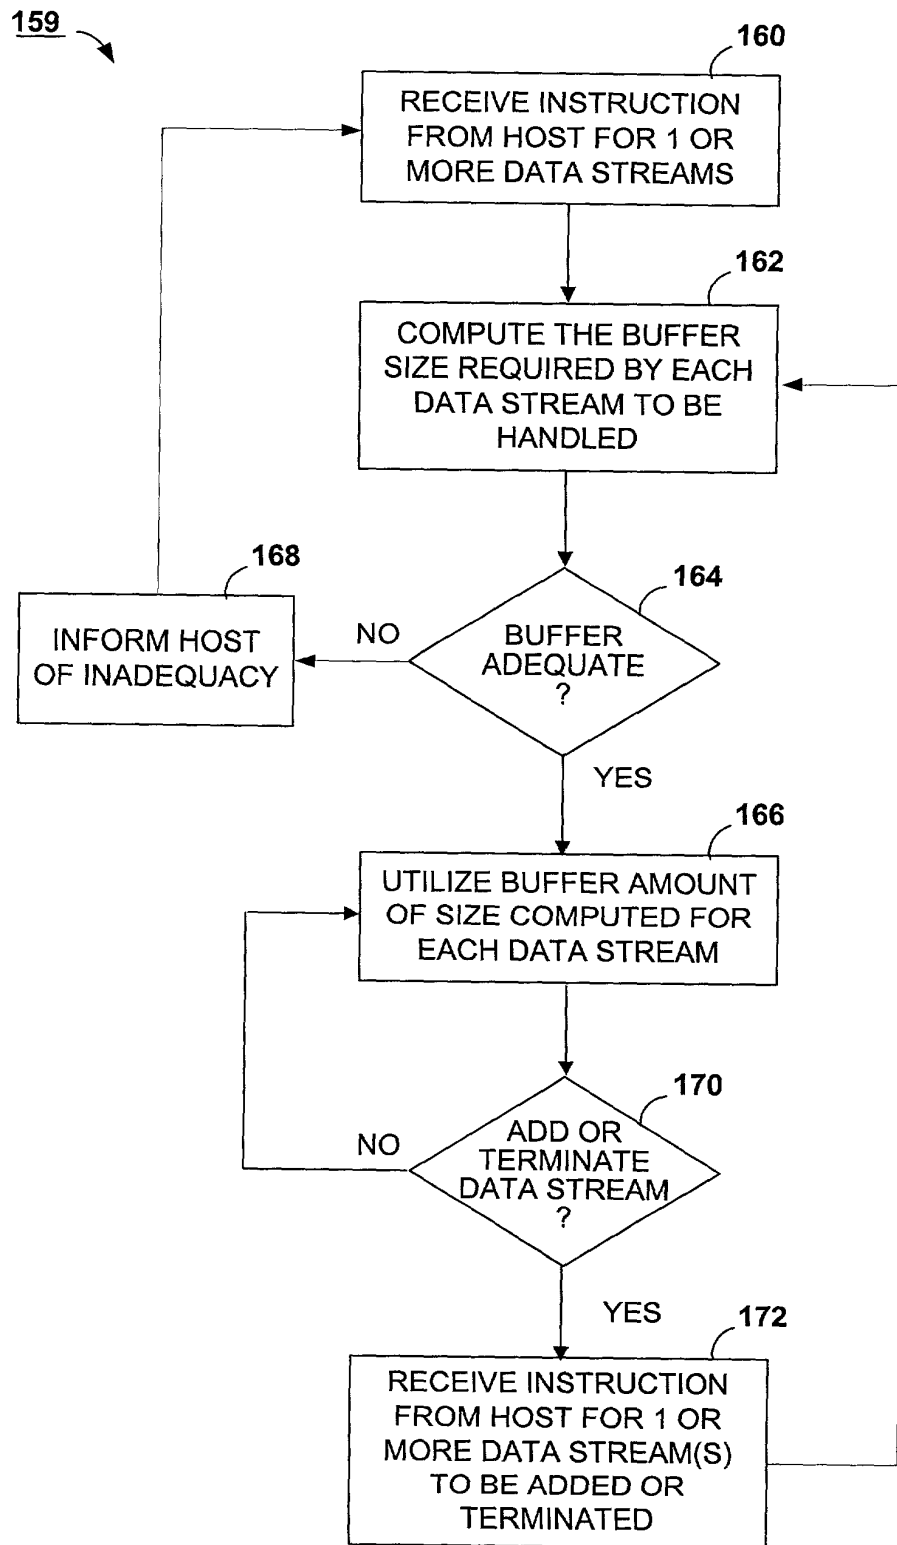 159
160
RECEIVE INSTRUCTION
FROM HOST FOR 1 OR
MORE DATA STREAMS
162
COMPUTE THE BUFFER
SIZE REQUIRED BY EACH
DATA STREAM TO BE
HANDLED
168
INFORM HOST
OF INADEQUACY
NO
164
BUFFER
ADEQUATE
?
YES
166
UTILIZE BUFFER AMOUNT
OF SIZE COMPUTED FOR
EACH DATA STREAM
170
NO
ADD OR
TERMINATE
DATA STREAM
?
YES
172
RECEIVE INSTRUCTION
FROM HOST FOR 1 OR
MORE DATA STREAM(S)
TO BE ADDED OR
TERMINATED